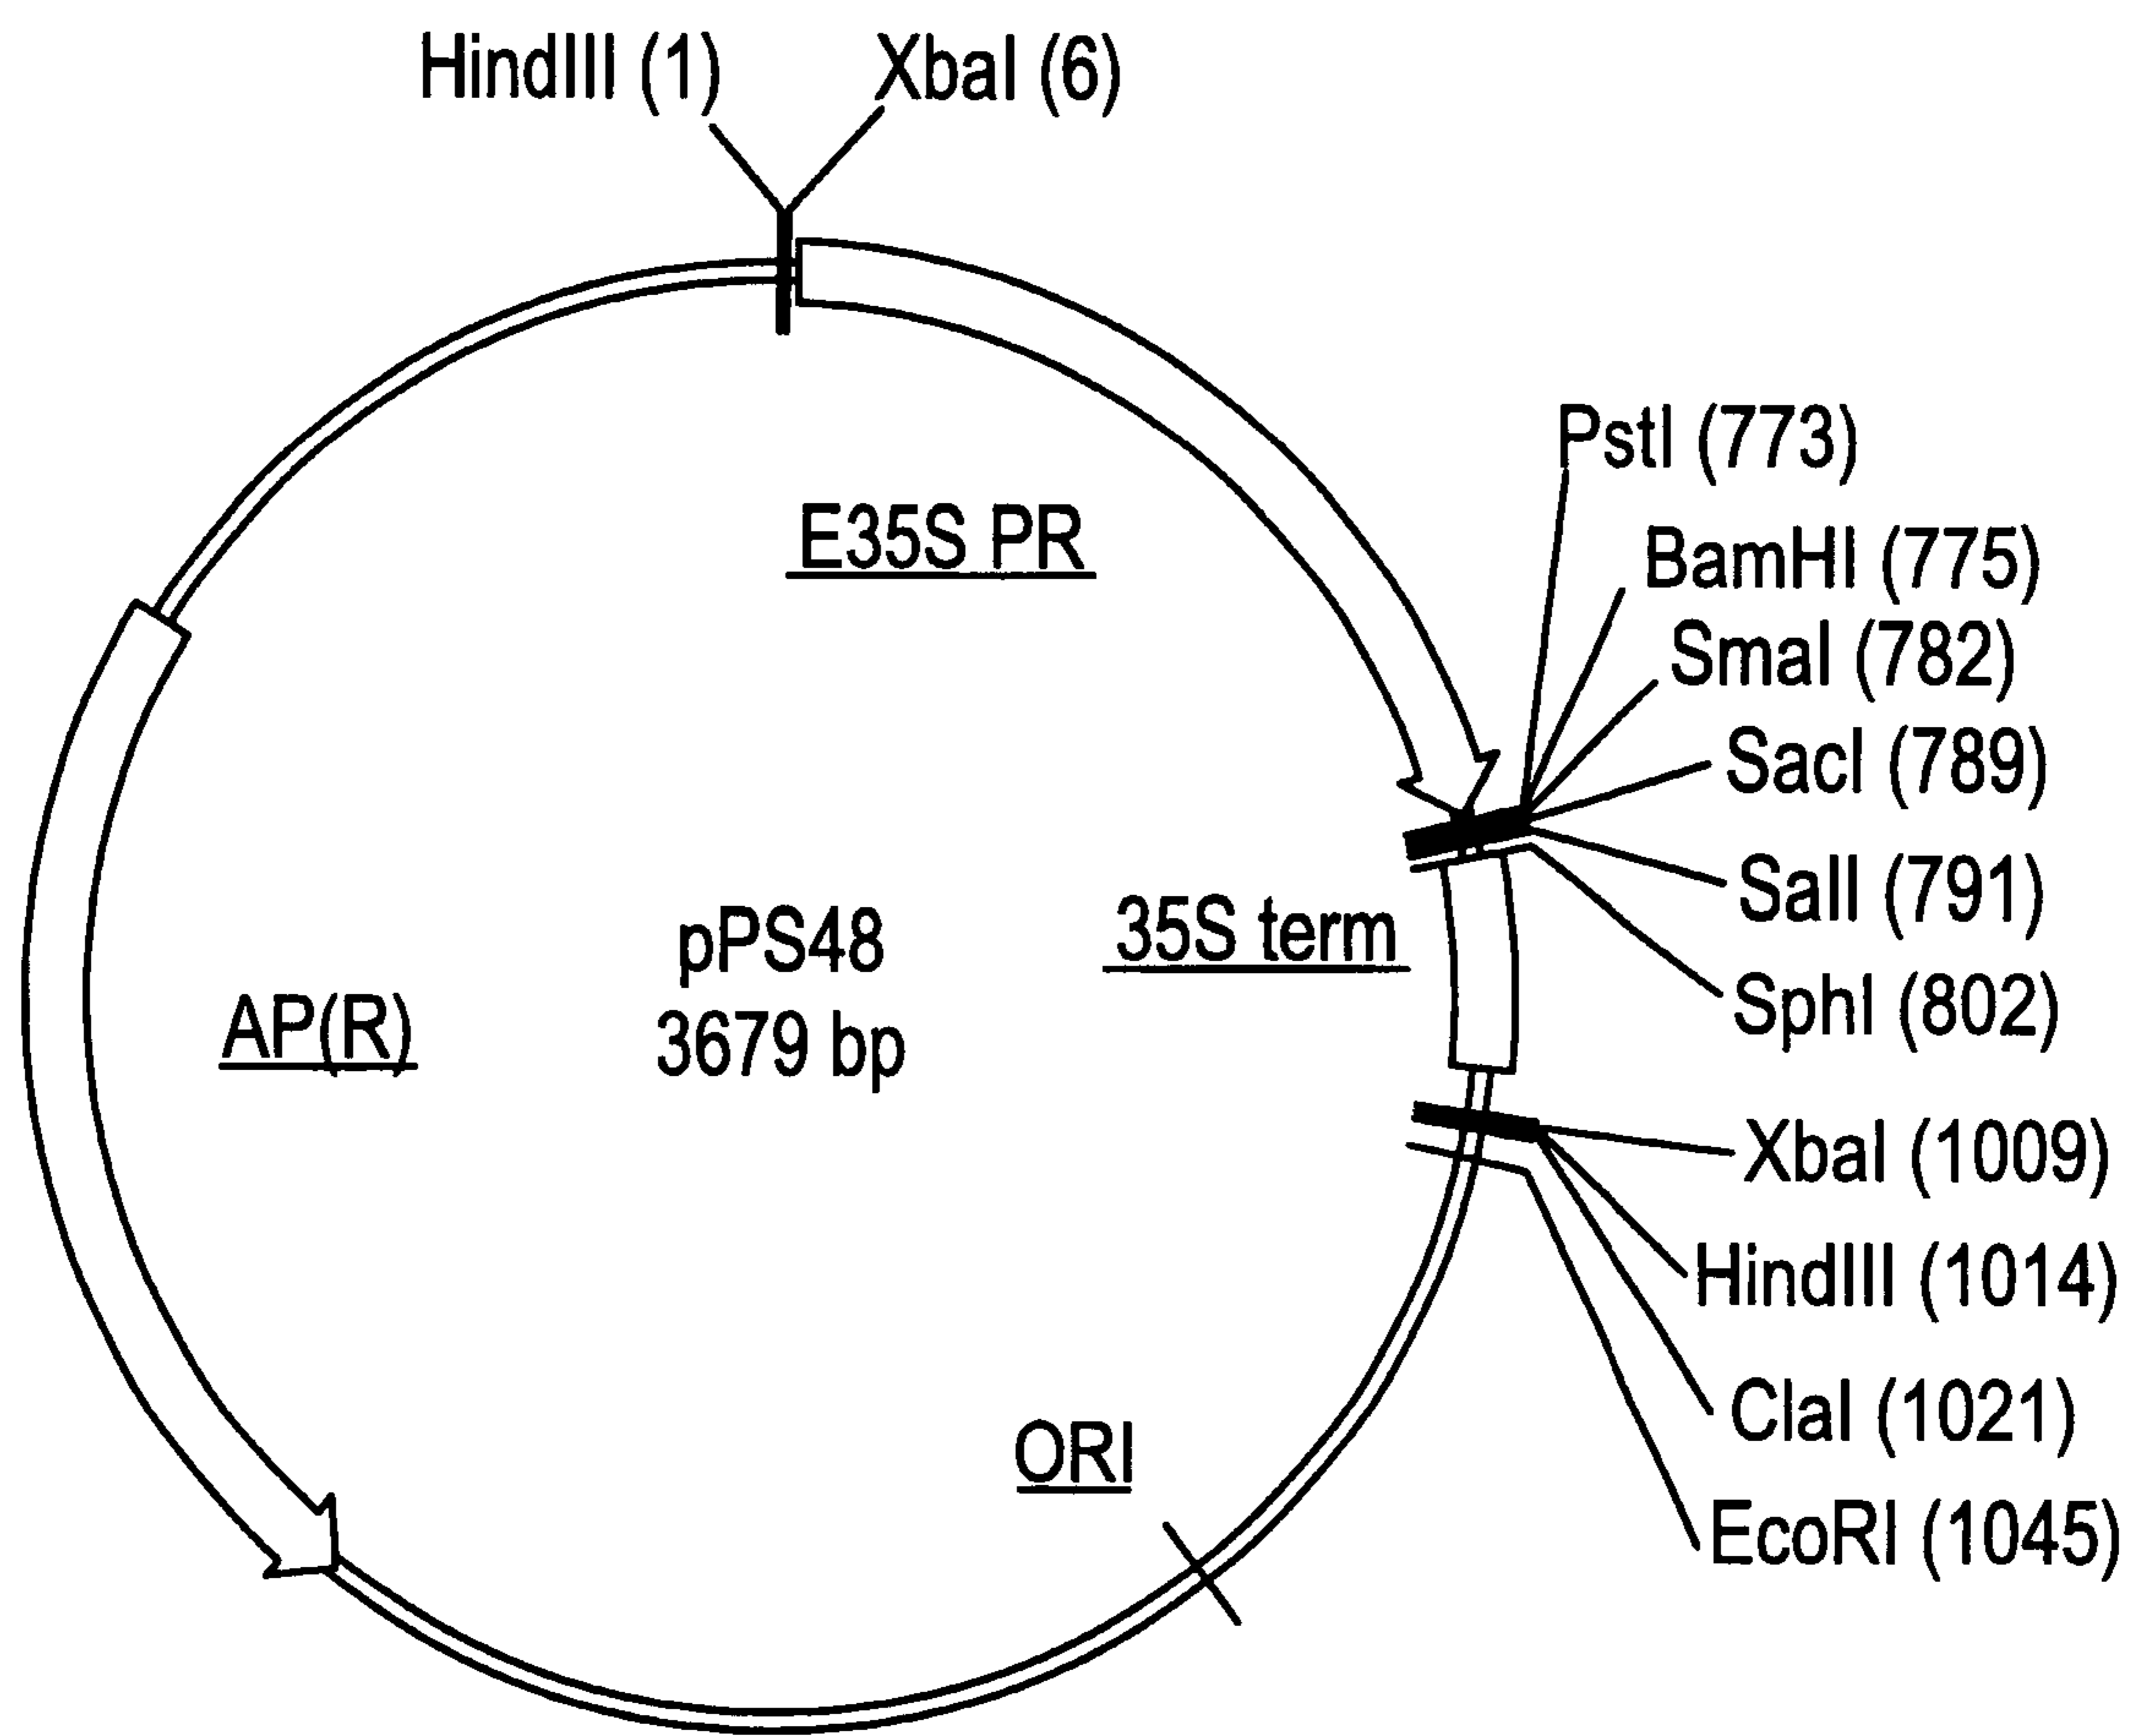 HindIII (1)
XbaI (6)
PstI (773)
E35S PR
BamHI (775)
SmaI (782)
SacI (789)
SalI (791)
35S term
pPS48
3679 bp
AP(R)
SphI (802)
XbaI (1009)
HindIII (1014)
ClaI (1021)
ORI
EcoRI (1045)